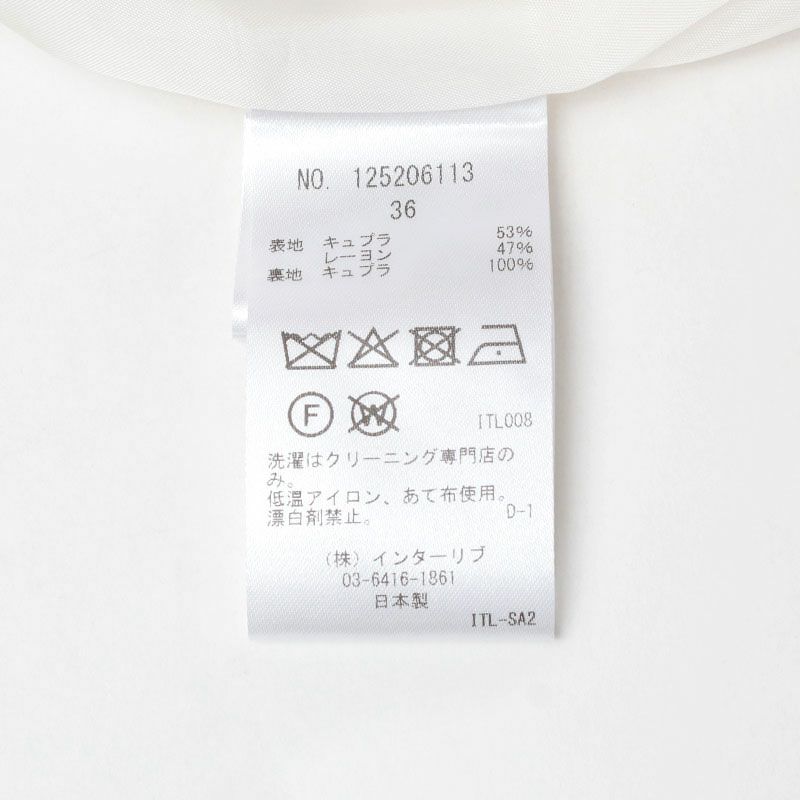 NO. 125206113
36
表地 キュプラ 53%
レーヨン 47%
裏地 キュプラ 100%
F W
ITL008
洗濯はクリーニング専門店の
み。
低温アイロン、あて布使用。
漂白剤禁止。 D-1
（株）インターリブ
03-6416-1861
日本製
ITL-SA2